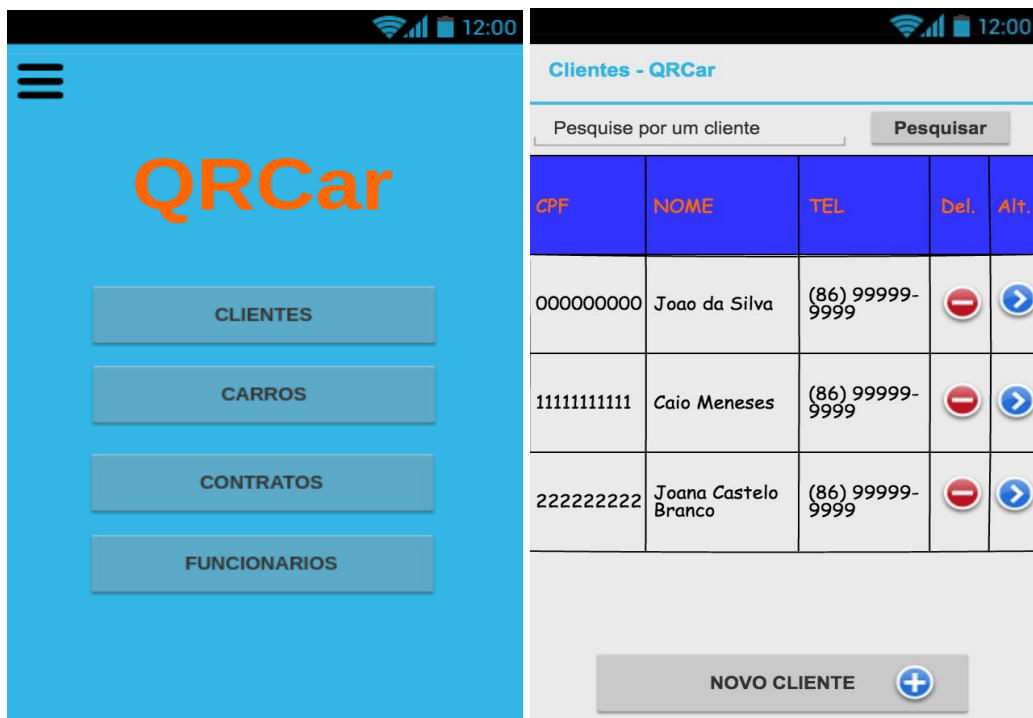 12:00
QRCar
CLIENTES
CARROS
CONTRATOS
FUNCIONARIOS
12:00
Clientes - QRCar
Pesquise por um cliente Pesquisar
CPF NOME TEL Del. Alt.
000000000 Joao da Silva (86) 99999-
9999
11111111111 Caio Meneses (86) 99999-
9999
222222222 Joana Castelo (86) 99999-
Branco 9999
NOVO CLIENTE